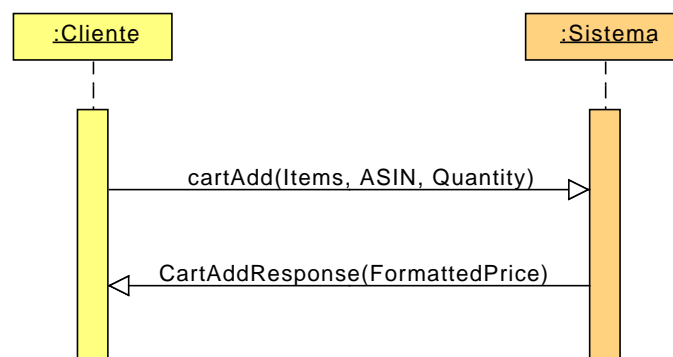 :Cliente
:Sistema
cartAdd(Items, ASIN, Quantity)
CartAddResponse(FormattedPrice)